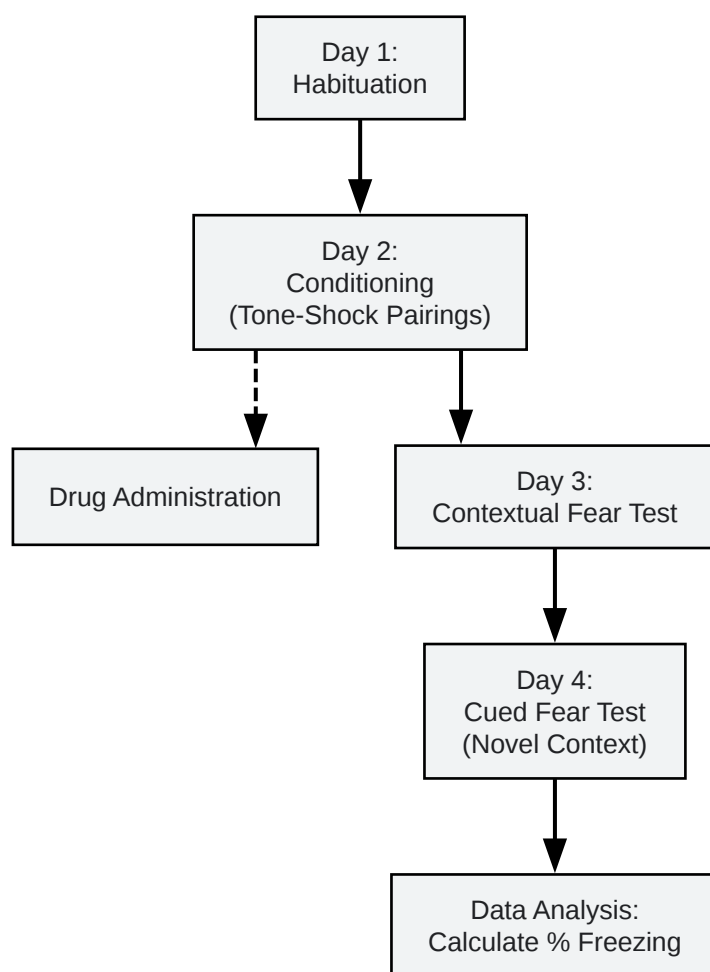 Day 1:
Habituation
Day 2:
Conditioning
(Tone-Shock Pairings)
Drug Administration
Day 3:
Contextual Fear Test
Day 4:
Cued Fear Test
(Novel Context)
Data Analysis:
Calculate % Freezing